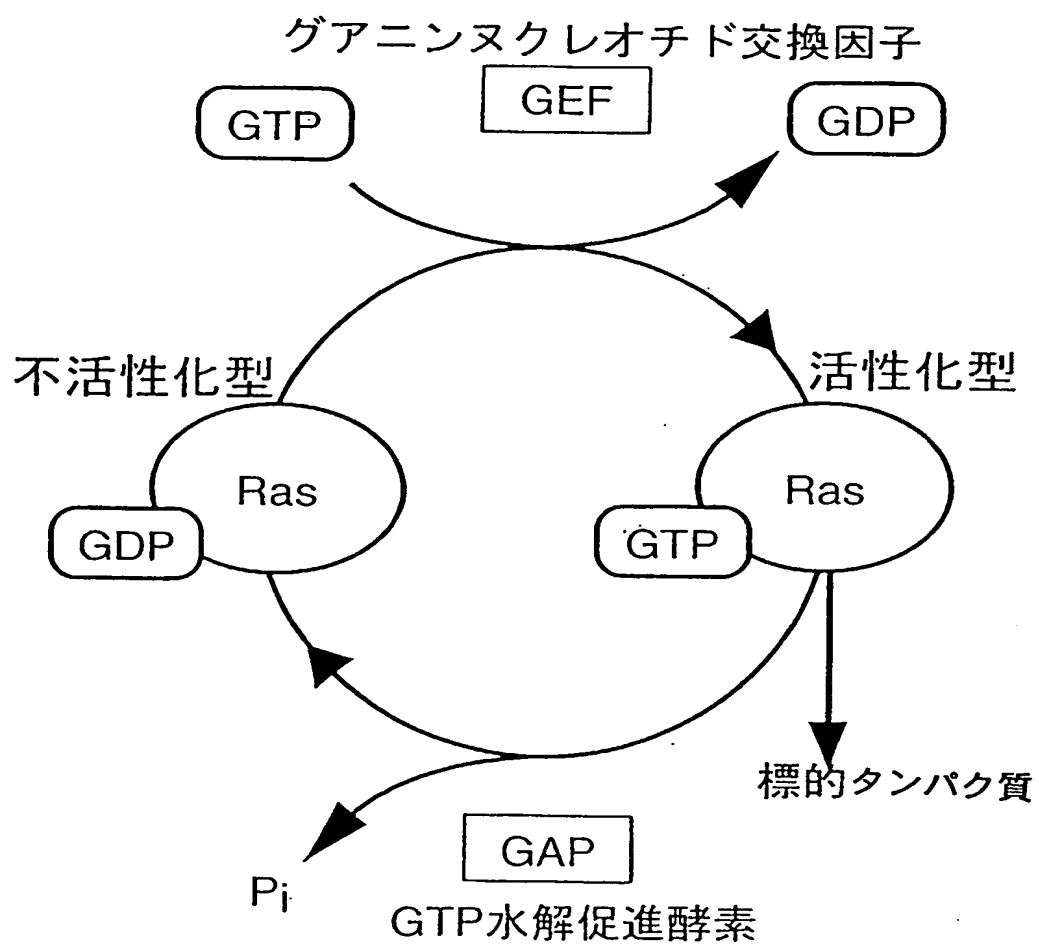 グアニンヌクレオチド交換因子
GTP
GEF
GDP
不活性化型
活性化型
Ras
GDP
Ras
GTP
標的タンパク質
Pi
GAP
GTP水解促進酵素